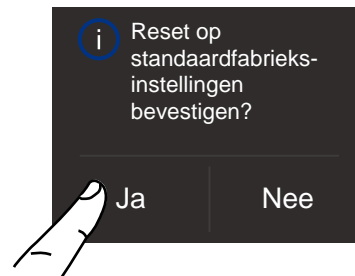 i
Reset op
standaardfabrieks-
instellingen
bevestigen?
Ja Nee